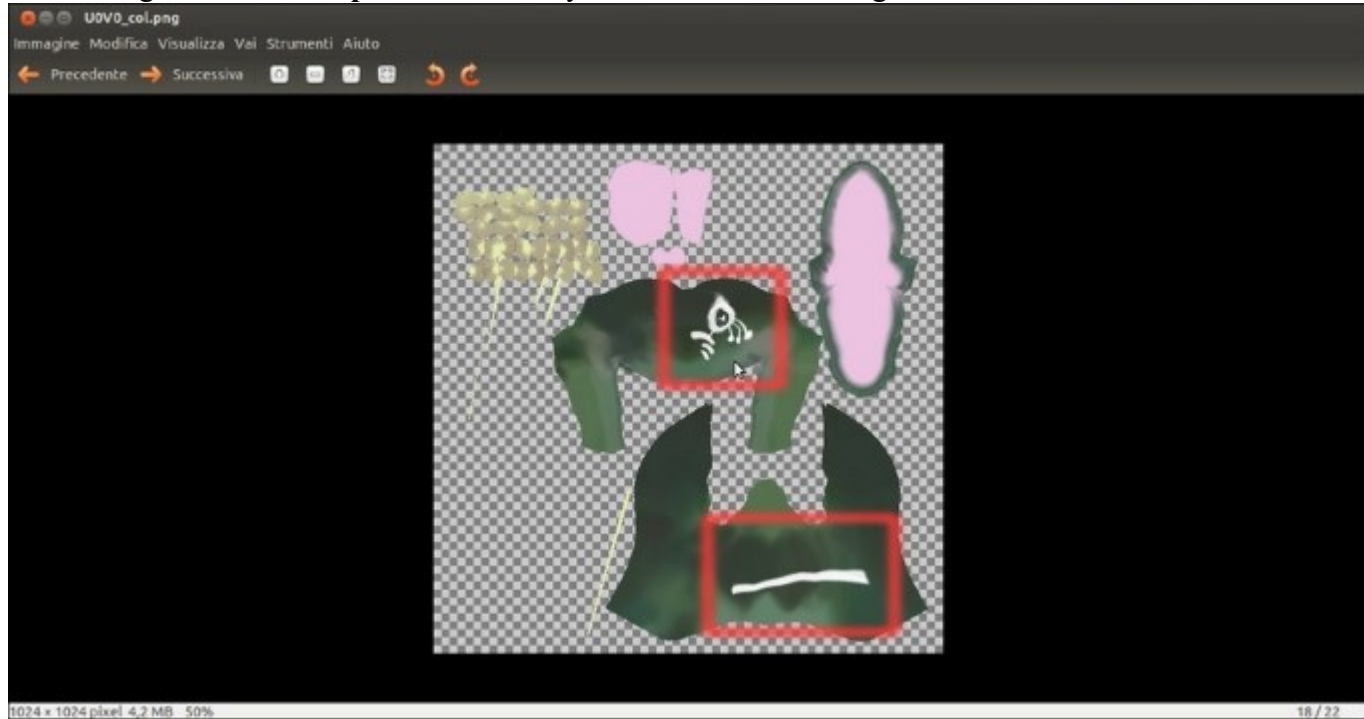 U0V0_col.png
Immagine Modifica Visualizza Vai Strumenti Aiuto
Precedente Successiva
1024 × 1024 pixel 4,2 MB 50%
18 / 22